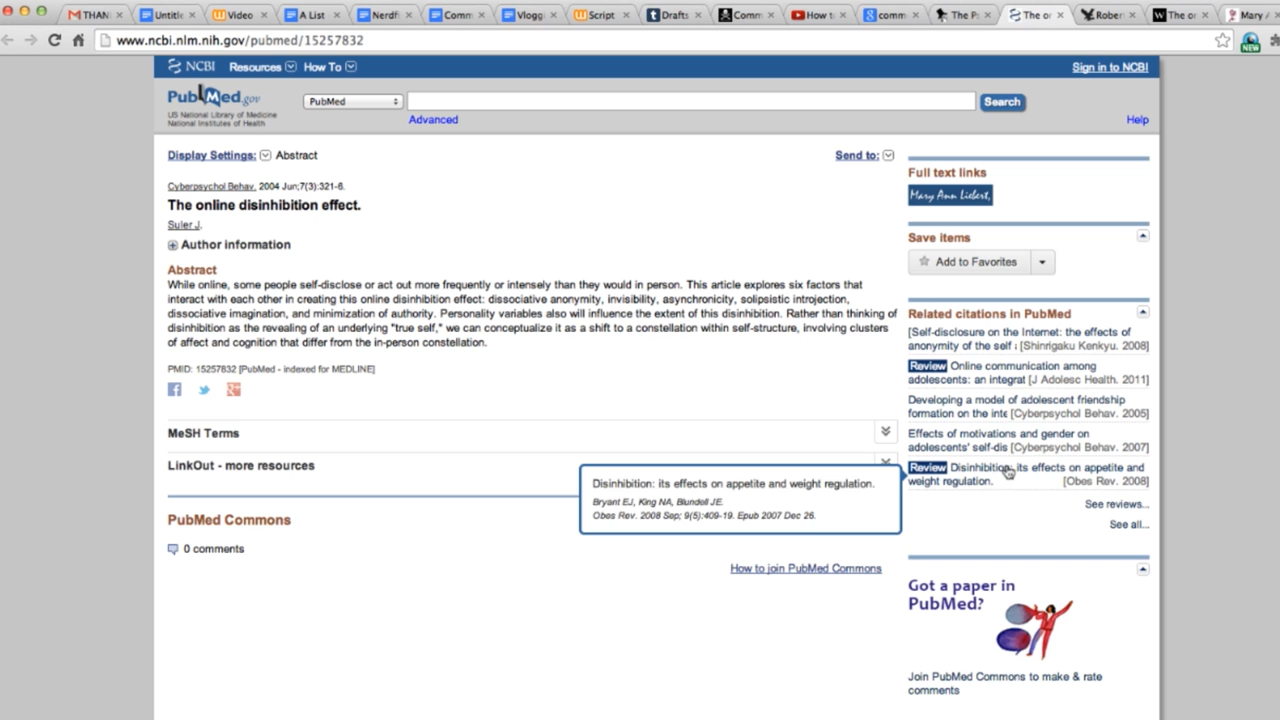 THAN
Untitle
Video
A List
Nerdf
Comm
Vlogg
Script
Drafts
Comm
How t
comm
The P
The or
Rober
The or
Mary
www.ncbi.nlm.nih.gov/pubmed/15257832
NEW
NCBI Resources How To Sign in to NCBI
PubMed.gov
US National Library of Medicine
National Institutes of Health
PubMed
Search
Advanced
Help
Display Settings: Abstract
Send to:
Cyberpsychol Behav. 2004 Jun;7(3):321-6.
The online disinhibition effect.
Suler J.
Author information
Abstract
While online, some people self-disclose or act out more frequently or intensely than they would in person. This article explores six factors that
interact with each other in creating this online disinhibition effect: dissociative anonymity, invisibility, asynchronicity, solipsistic introjection,
dissociative imagination, and minimization of authority. Personality variables also will influence the extent of this disinhibition. Rather than thinking of
disinhibition as the revealing of an underlying "true self," we can conceptualize it as a shift to a constellation within self-structure, involving clusters
of affect and cognition that differ from the in-person constellation.
PMID: 15257832 [PubMed - indexed for MEDLINE]
MeSH Terms
LinkOut - more resources
PubMed Commons
0 comments
How to join PubMed Commons
Disinhibition: its effects on appetite and weight regulation.
Bryant EJ, King NA, Blundell JE.
Obes Rev. 2008 Sep; 9(5):409-19. Epub 2007 Dec 26.
Full text links
Mary Ann Liebert,
Save items
Add to Favorites
Related citations in PubMed
[Self-disclosure on the Internet: the effects of
anonymity of the self [Shinrigaku Kenkyu. 2008]
Review Online communication among
adolescents: an integrat [J Adolesc Health. 2011]
Developing a model of adolescent friendship
formation on the inte [Cyberpsychol Behav. 2005]
Effects of motivations and gender on
adolescents' self-dis [Cyberpsychol Behav. 2007]
Review Disinhibition: its effects on appetite and
weight regulation. [Obes Rev. 2008]
See reviews...
See all...
Got a paper in
PubMed?
Join PubMed Commons to make & rate
comments